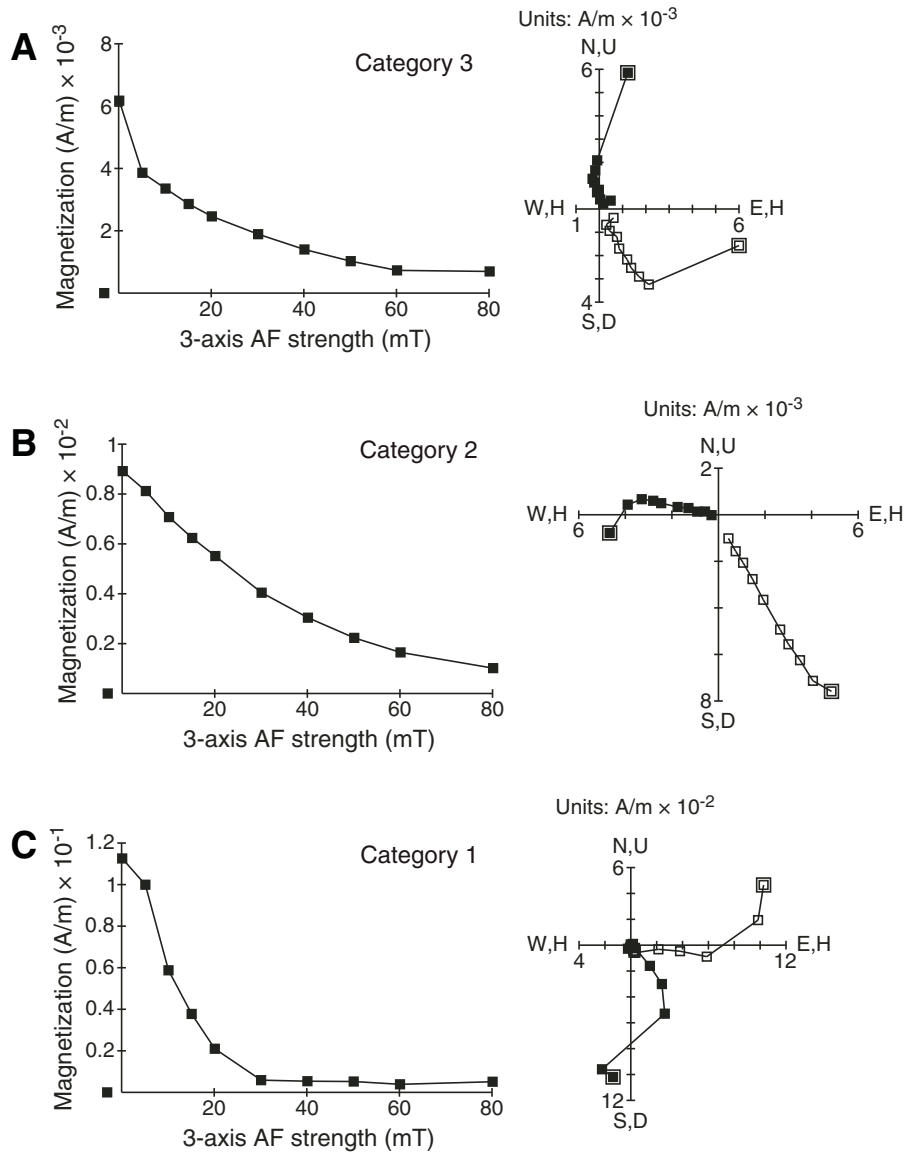 A
Category 3
Magnetization (A/m) × 10-3
8
6
4
2
20
40
60
80
3-axis AF strength (mT)
Units: A/m × 10-3
N,U
6
W,H
E,H
1
6
4
S,D
B
Category 2
Magnetization (A/m) × 10-2
1
0.8
0.6
0.4
0.2
20
40
60
80
3-axis AF strength (mT)
Units: A/m × 10-3
N,U
2
W,H
E,H
6
6
8
S,D
C
Category 1
Magnetization (A/m) × 10-1
1.2
1
0.8
0.6
0.4
0.2
20
40
60
80
3-axis AF strength (mT)
Units: A/m × 10-2
N,U
6
W,H
E,H
4
12
12
S,D